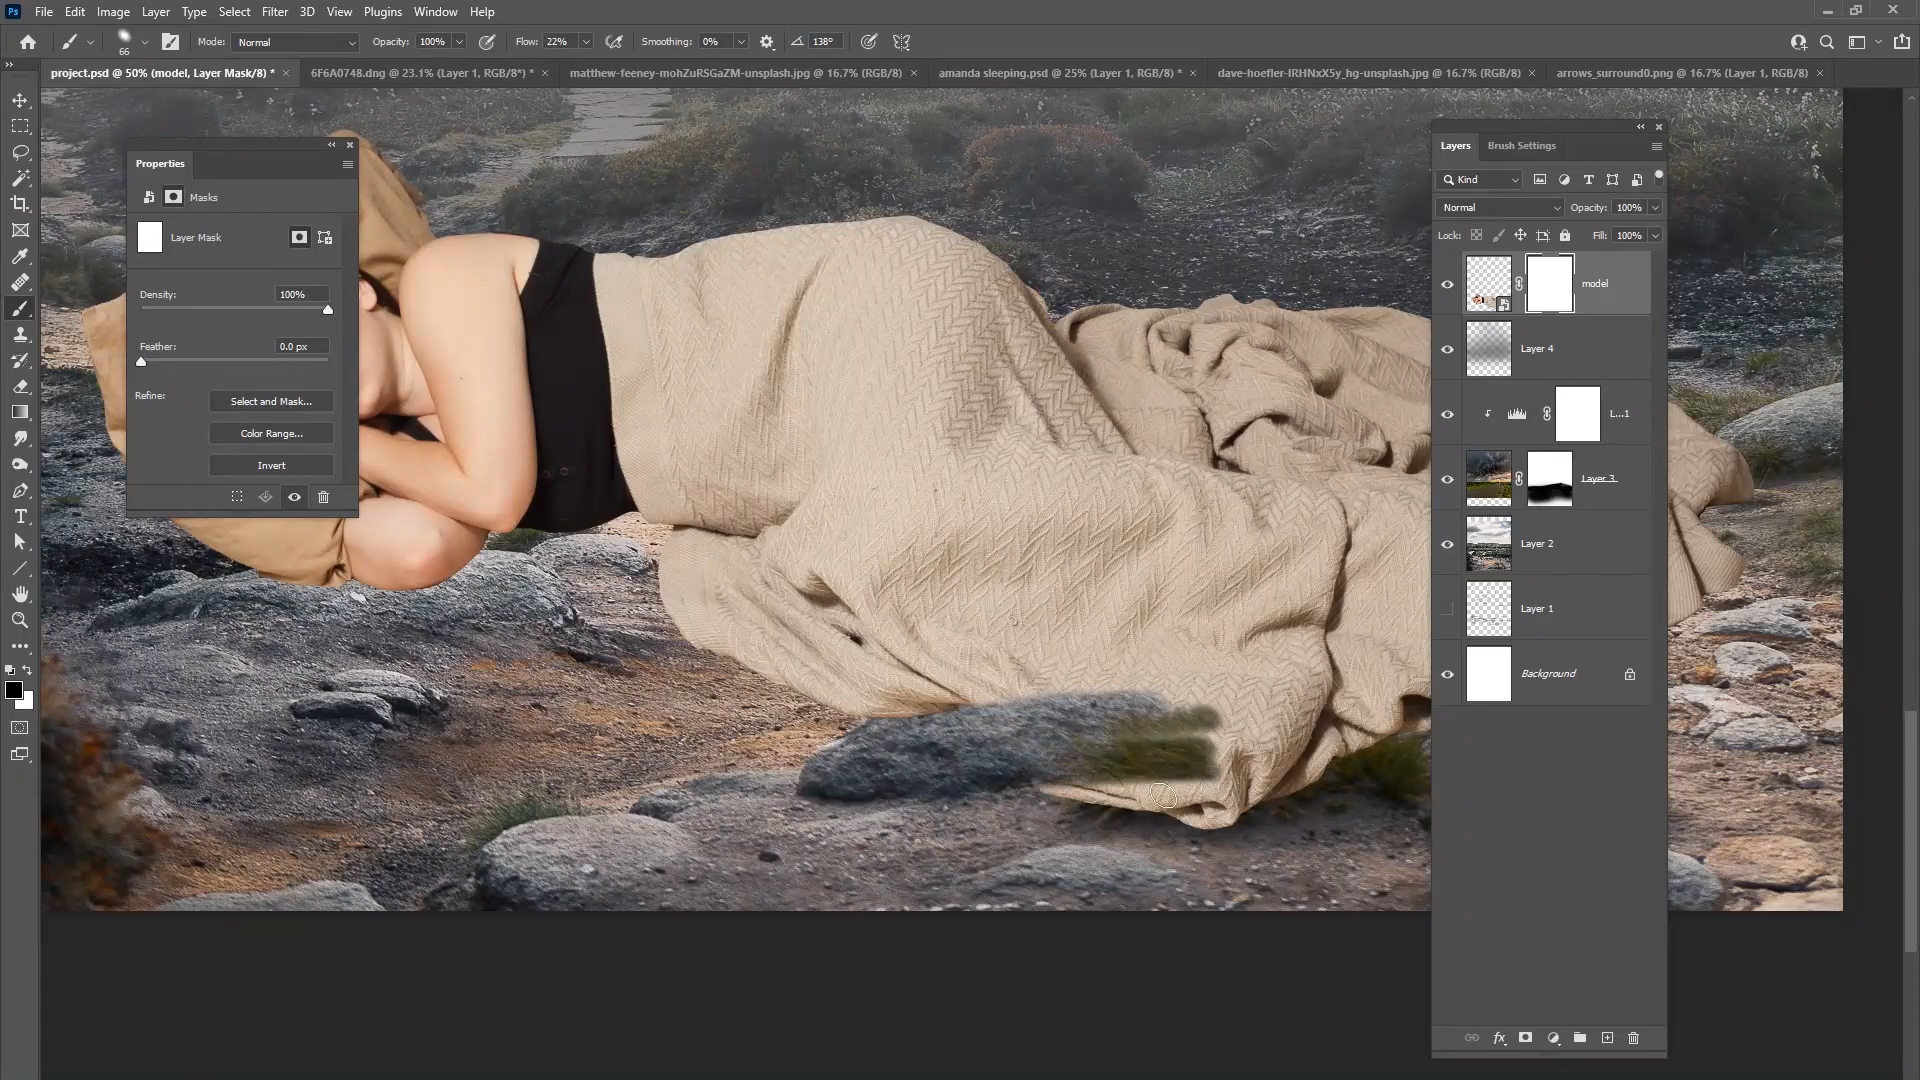 Ps File Edit Image Layer Type Select Filter 3D View Plugins Window Help
66 Mode: Normal Opacity: 100% Flow: 22% Smoothing: 0% 138°
project.psd @ 50% (model, Layer Mask/8) * × 6F6A0748.dng @ 23.1% (Layer 1, RGB/8*) * × matthew-feeney-mohZuRSGaZM-unsplash.jpg @ 16.7% (RGB/8) × amanda sleeping.psd @ 25% (Layer 1, RGB/8) * × dave-hoefler-IRHNxX5y_hg-unsplash.jpg @ 16.7% (RGB/8) × arrows_surround0.png @ 16.7% (Layer 1, RGB/8) ×
Properties
Masks
Layer Mask
Density: 100%
Feather: 0.0 px
Refine: Select and Mask...
Color Range...
Invert
Layers Brush Settings
Kind
Normal Opacity: 100%
Lock: Fill: 100%
model
Layer 4
L...1
Layer 3
Layer 2
Layer 1
Background
fx